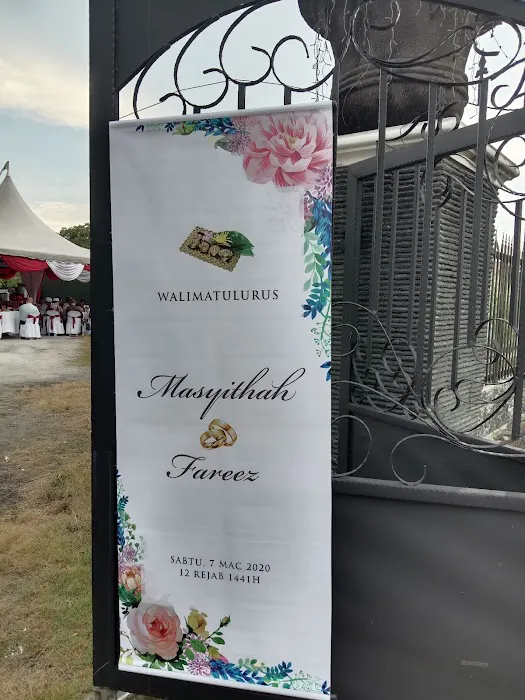 WALIMATULURUS
Masyithah
Fareez
SABTU, 7 MAC 2020
12 REJAB 1441H